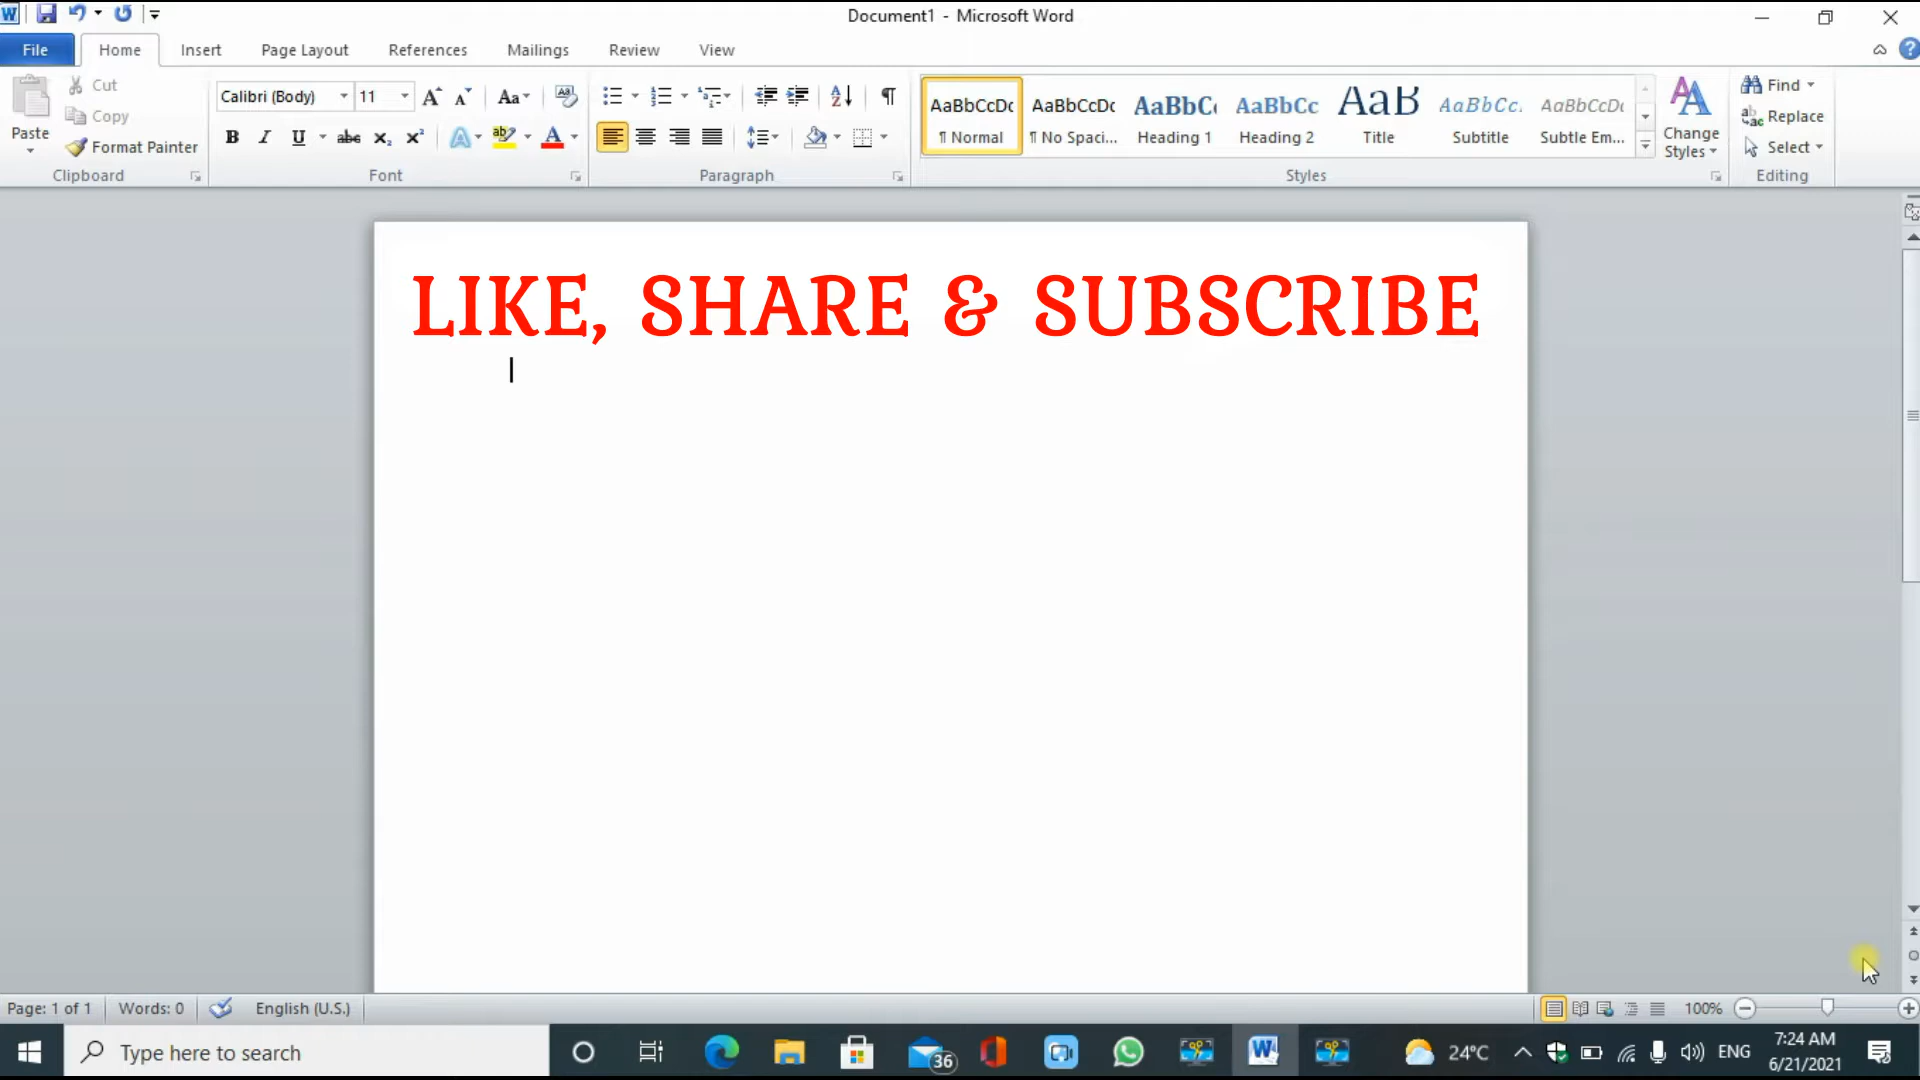 Document1 - Microsoft Word
File Home Insert Page Layout References Mailings Review View
Paste
Cut
Copy
Format Painter
Clipboard
Calibri (Body) 11
Font
Paragraph
AaBbCcDc AaBbCcDc AaBbC AaBbCc AaB AaBbCc. AaBbCcDc
¶ Normal ¶ No Spaci... Heading 1 Heading 2 Title Subtitle Subtle Em...
Styles
Change
Styles
Find
Replace
Select
Editing
LIKE, SHARE & SUBSCRIBE
Page: 1 of 1 Words: 0 English (U.S.) 100%
Type here to search
36
24°C ENG
7:24 AM
6/21/2021